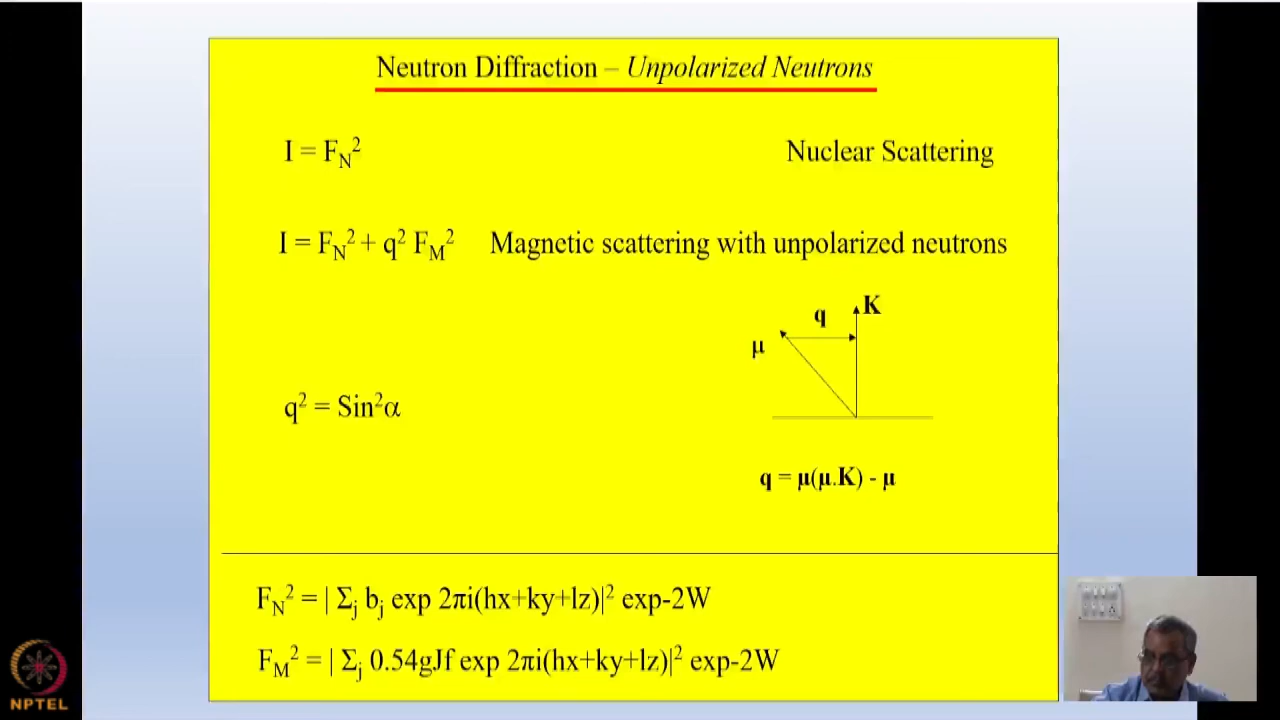 Neutron Diffraction – Unpolarized Neutrons
I = F_N^2 Nuclear Scattering
I = F_N^2 + q^2 F_M^2 Magnetic scattering with unpolarized neutrons
K
q
μ
q^2 = Sin^2α
q = μ(μ.K) - μ
F_N^2 = | Σ_j b_j exp 2πi(hx+ky+lz)|^2 exp-2W
F_M^2 = | Σ_j 0.54gJf exp 2πi(hx+ky+lz)|^2 exp-2W
NPTEL